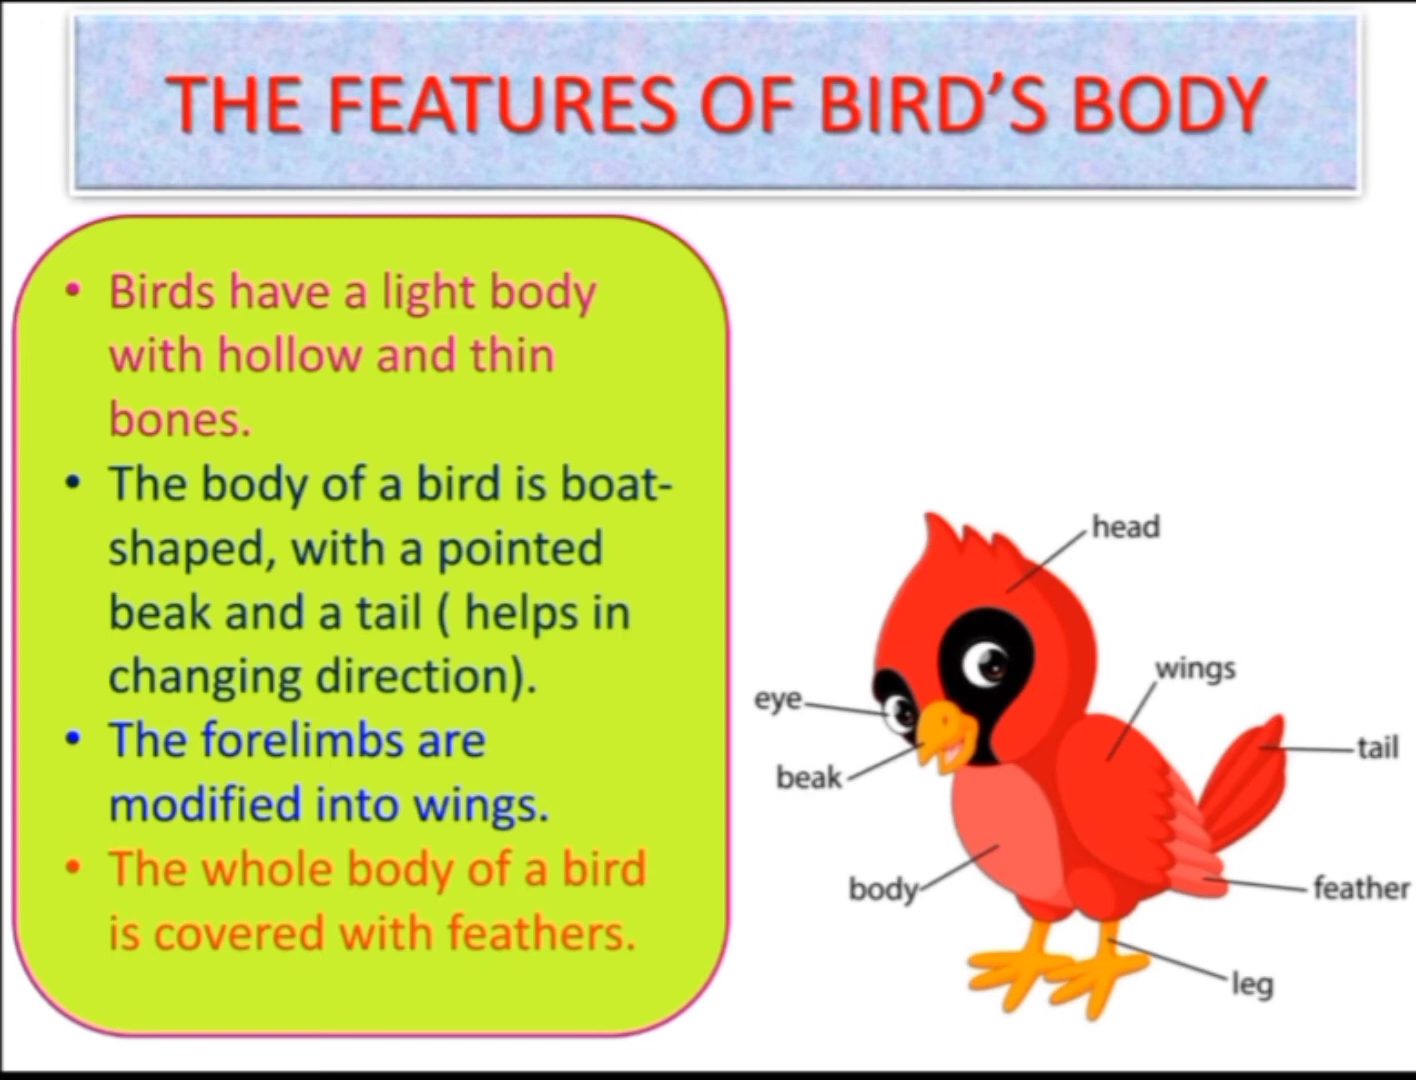 THE FEATURES OF BIRD'S BODY
• Birds have a light body
with hollow and thin
bones.
• The body of a bird is boat-
shaped, with a pointed
beak and a tail ( helps in
changing direction).
• The forelimbs are
modified into wings.
• The whole body of a bird
is covered with feathers.
head
wings
eye
tail
beak
body
feather
leg